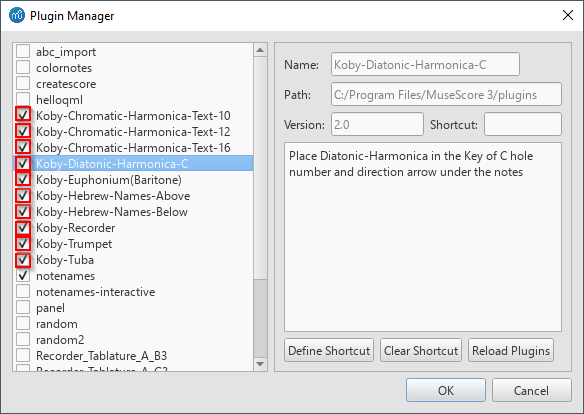 Plugin Manager
abc_import
colornotes
createscore
helloqml
Koby-Chromatic-Harmonica-Text-10
Koby-Chromatic-Harmonica-Text-12
Koby-Chromatic-Harmonica-Text-16
Koby-Diatonic-Harmonica-C
Koby-Euphonium(Baritone)
Koby-Hebrew-Names-Above
Koby-Hebrew-Names-Below
Koby-Recorder
Koby-Trumpet
Koby-Tuba
notenames
notenames-interactive
panel
random
random2
Recorder_Tablature_A_B3
Recorder_Tablature_A_C3
Name: Koby-Diatonic-Harmonica-C
Path: C:/Program Files/MuseScore 3/plugins
Version: 2.0 Shortcut:
Place Diatonic-Harmonica in the Key of C hole
number and direction arrow under the notes
Define Shortcut Clear Shortcut Reload Plugins
OK Cancel